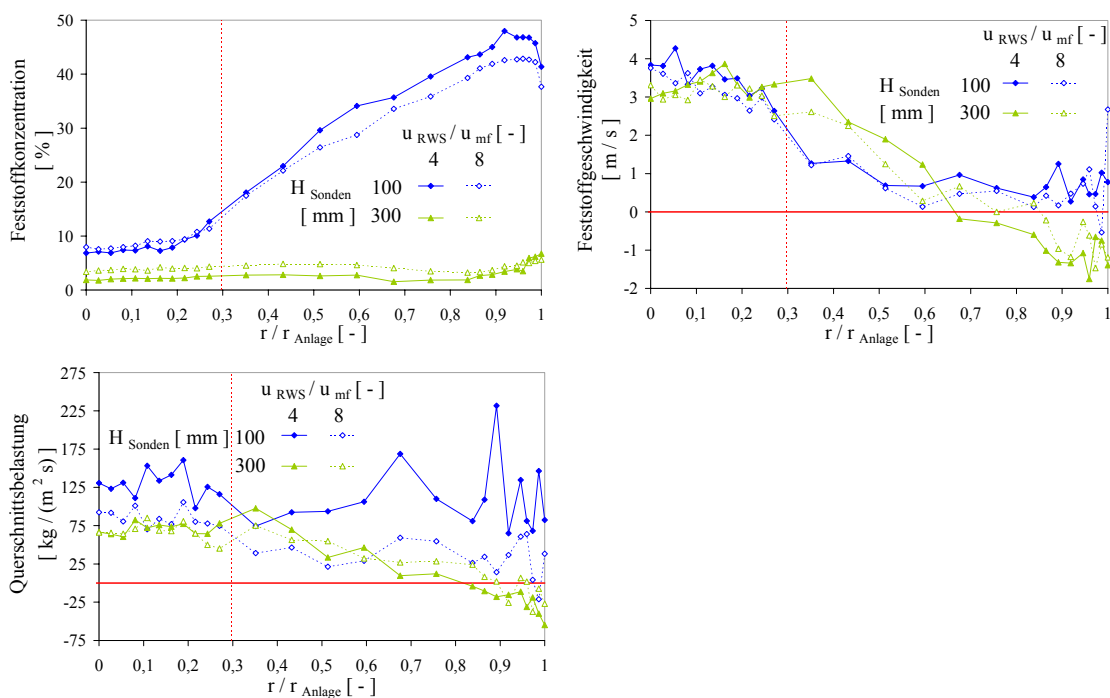 Feststoffkonzentration
[ % ]
50
40
30
20
10
0
u RWS / u mf [ - ]
4 8
H Sonden 100
[ mm ] 300
0 0,1 0,2 0,3 0,4 0,5 0,6 0,7 0,8 0,9 1
r / r Anlage [ - ]
Feststoffgeschwindigkeit
[ m / s ]
5
4
3
2
1
0
-1
-2
u RWS / u mf [ - ]
4 8
H Sonden 100
[ mm ] 300
0 0,1 0,2 0,3 0,4 0,5 0,6 0,7 0,8 0,9 1
r / r Anlage [ - ]
Querschnittsbelastung
[ kg / (m² s) ]
275
225
175
125
75
25
-25
-75
u RWS / u mf [ - ]
4 8
H Sonden [ mm ] 100
300
0 0,1 0,2 0,3 0,4 0,5 0,6 0,7 0,8 0,9 1
r / r Anlage [ - ]